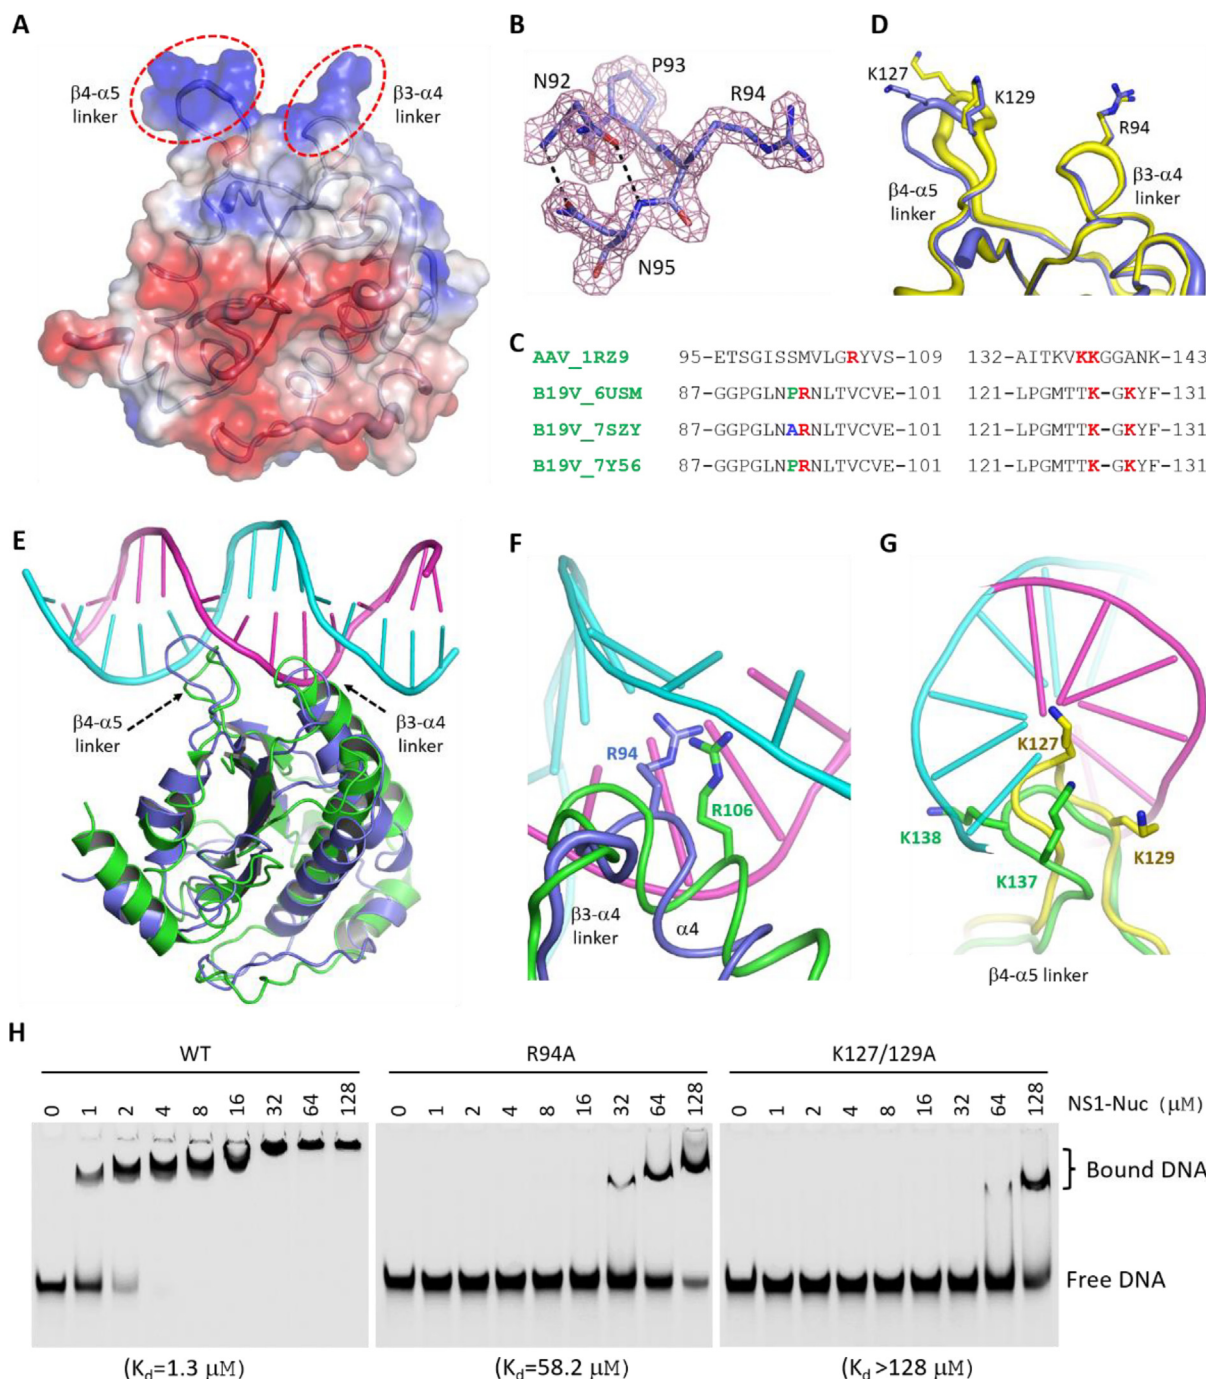 A
β4-α5
linker
β3-α4
linker
B
N92
P93
R94
N95
D
K127
K129
R94
β4-α5
linker
β3-α4
linker
C
AAV_1RZ9 95-ETSGISSMVLGRYVS-109 132-AITKVKKGGANK-143
B19V_6USM 87-GGPGLNPRNLTVCVE-101 121-LPGMTTK-GKYF-131
B19V_7SZY 87-GGPGLNARNLTVCVE-101 121-LPGMTTK-GKYF-131
B19V_7Y56 87-GGPGLNPRNLTVCVE-101 121-LPGMTTK-GKYF-131
E
β4-α5
linker
β3-α4
linker
F
R94
R106
β3-α4
linker
α4
G
K127
K138
K137
K129
β4-α5 linker
H
WT R94A K127/129A
0 1 2 4 8 16 32 64 128 0 1 2 4 8 16 32 64 128 0 1 2 4 8 16 32 64 128 NS1-Nuc (μM)
Bound DNA
Free DNA
(Kd=1.3 μM) (Kd=58.2 μM) (Kd >128 μM)